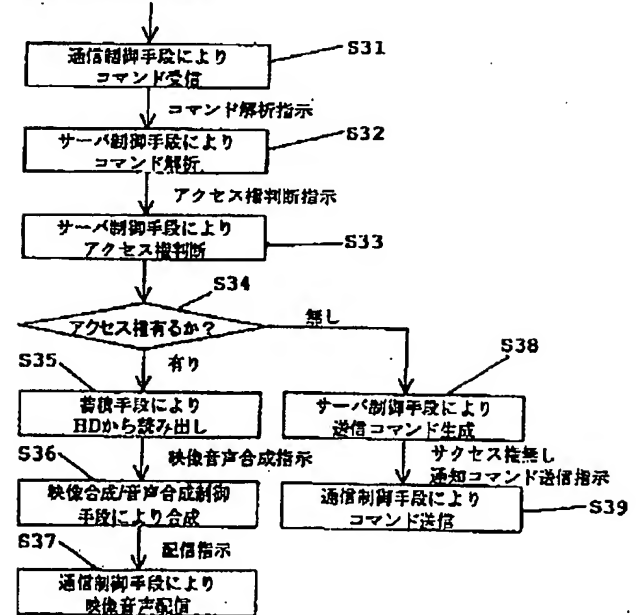 通信制御手段により
コマンド受信
S31
コマンド解析指示
サーバ制御手段により
コマンド解析
S32
アクセス権判断指示
サーバ制御手段により
アクセス権判断
S33
S34
アクセス権有るか?
無し
有り
S35
蓄積手段により
HDから読み出し
S38
サーバ制御手段により
送信コマンド生成
S36
映像音声合成指示
サクセス権無し
通知コマンド送信指示
映像合成/音声合成制御
手段により合成
通信制御手段により
コマンド送信
S39
S37
配信指示
通信制御手段により
映像音声配信